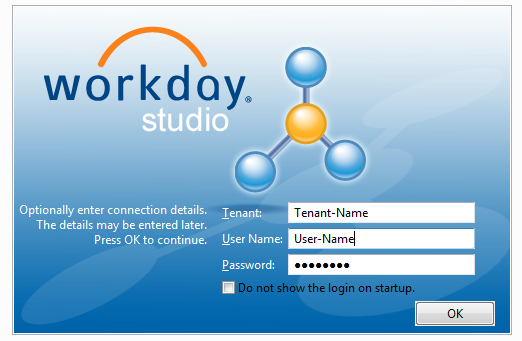 workday®
studio
Optionally enter connection details.
The details may be entered later.
Press OK to continue.
Tenant: Tenant-Name
User Name: User-Name
Password: ●●●●●●●●
Do not show the login on startup.
OK